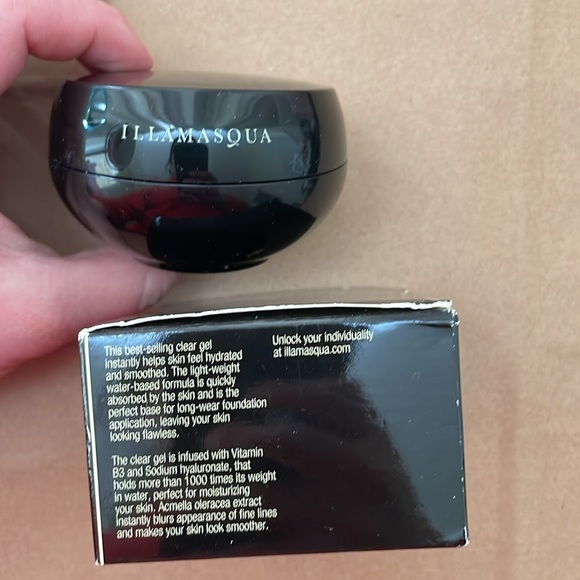 ILLAMASQUA
This best-selling clear gel
instantly helps skin feel hydrated
and smoothed. The light-weight
water-based formula is quickly
absorbed by the skin and is the
perfect base for long-wear foundation
application, leaving your skin
looking flawless.
The clear gel is infused with Vitamin
B3 and Sodium hyaluronate, that
holds more than 1000 times its weight
in water, perfect for moisturizing
your skin. Acmella oleracea extract
instantly blurs appearance of fine lines
and makes your skin look smoother.
Unlock your individuality
at illamasqua.com